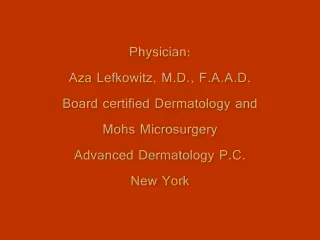 Physician:
Aza Lefkowitz, M.D., F.A.A.D.
Board certified Dermatology and
Mohs Microsurgery
Advanced Dermatology P.C.
New York